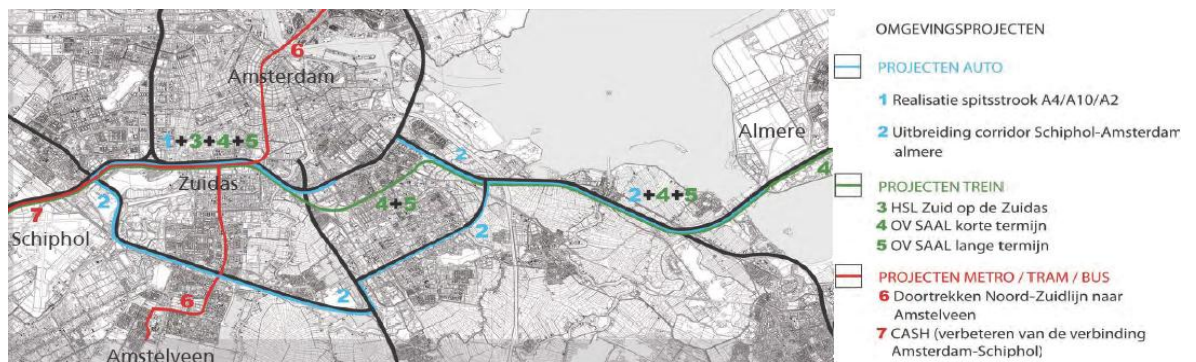 6
Amsterdam
1+3+4+5
2
Almere
Zuidas
2
4+5
2+4+5
4
7
Schiphol
2
2
6
Amstelveen
OMGEVINGSPROJECTEN
PROJECTEN AUTO
1 Realisatie spitsstrook A4/A10/A2
2 Uitbreiding corridor Schiphol-Amsterdam
almere
PROJECTEN TREIN
3 HSL Zuid op de Zuidas
4 OV SAAL korte termijn
5 OV SAAL lange termijn
PROJECTEN METRO / TRAM / BUS
6 Doortrekken Noord-Zuidlijn naar
Amstelveen
7 CASH (verbeteren van de verbinding
Amsterdam-Schiphol)